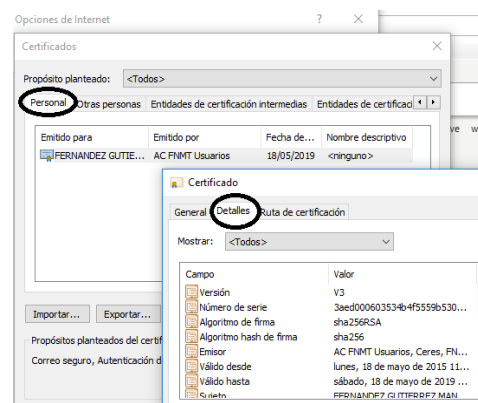 Opciones de Internet ? ×
Certificados ×
Propósito planteado: <Todos>
Personal Otras personas Entidades de certificación intermedias Entidades de certificaci
Emitido para Emitido por Fecha de... Nombre descriptivo
FERNANDEZ GUTIE... AC FNMT Usuarios 18/05/2019 <ninguno>
ve w
Certificado
General Detalles Ruta de certificación
Mostrar: <Todos>
Campo Valor
Versión V3
Número de serie 3aed000603534b4f5559b530...
Algoritmo de firma sha256RSA
Algoritmo hash de firma sha256
Emisor AC FNMT Usuarios, Ceres, FN...
Válido desde lunes, 18 de mayo de 2015 11...
Válido hasta sábado, 18 de mayo de 2019 ...
Sujeto FERNANDEZ GUTIERREZ MAN
Importar... Exportar...
Propósitos planteados del certif
Correo seguro, Autenticación d